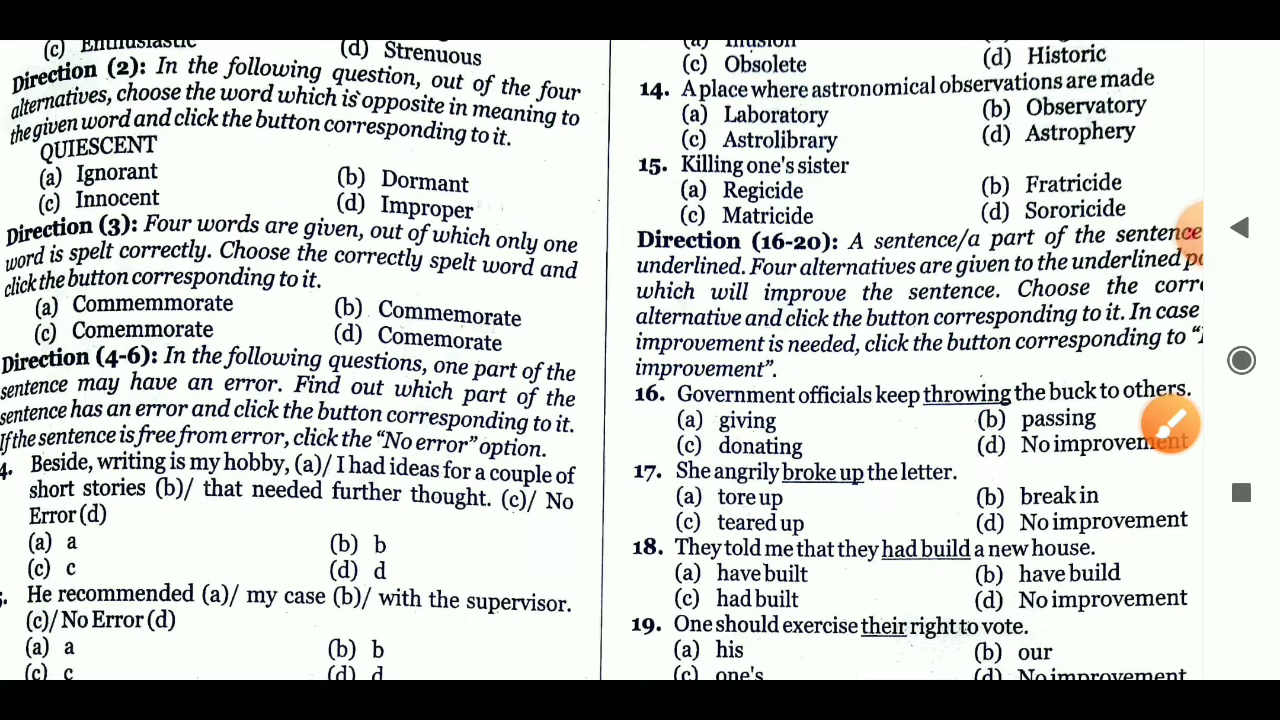 (c) Enthusiastic
(d) Strenuous
Direction (2): In the following question, out of the four
alternatives, choose the word which is opposite in meaning to
the given word and click the button corresponding to it.
QUIESCENT
(a) Ignorant
(b) Dormant
(c) Innocent
(d) Improper
Direction (3): Four words are given, out of which only one
word is spelt correctly. Choose the correctly spelt word and
click the button corresponding to it.
(a) Commemmorate
(b) Commemorate
(c) Comemmorate
(d) Comemorate
Direction (4-6): In the following questions, one part of the
sentence may have an error. Find out which part of the
sentence has an error and click the button corresponding to it.
If the sentence is free from error, click the "No error" option.
4. Beside, writing is my hobby, (a)/ I had ideas for a couple of
short stories (b)/ that needed further thought. (c)/ No
Error (d)
(a) a
(b) b
(c) c
(d) d
He recommended (a)/ my case (b)/ with the supervisor.
(c)/ No Error (d)
(a) a
(b) b
(c) c
(d) d
(a) Illusion
(c) Obsolete
(d) Historic
14. A place where astronomical observations are made
(a) Laboratory
(b) Observatory
(c) Astrolibrary
(d) Astrophery
15. Killing one's sister
(a) Regicide
(b) Fratricide
(c) Matricide
(d) Sororicide
Direction (16-20): A sentence/a part of the sentence
underlined. Four alternatives are given to the underlined
which will improve the sentence. Choose the
alternative and click the button corresponding to it. In case
improvement is needed, click the button corresponding to
improvement".
16. Government officials keep throwing the buck to others.
(a) giving
(b) passing
(c) donating
(d) No improvement
17. She angrily broke up the letter.
(a) tore up
(b) break in
(c) teared up
(d) No improvement
18. They told me that they had build a new house.
(a) have built
(b) have build
(c) had built
(d) No improvement
19. One should exercise their right to vote.
(a) his
(b) our
(c) one's
(d) No improvement